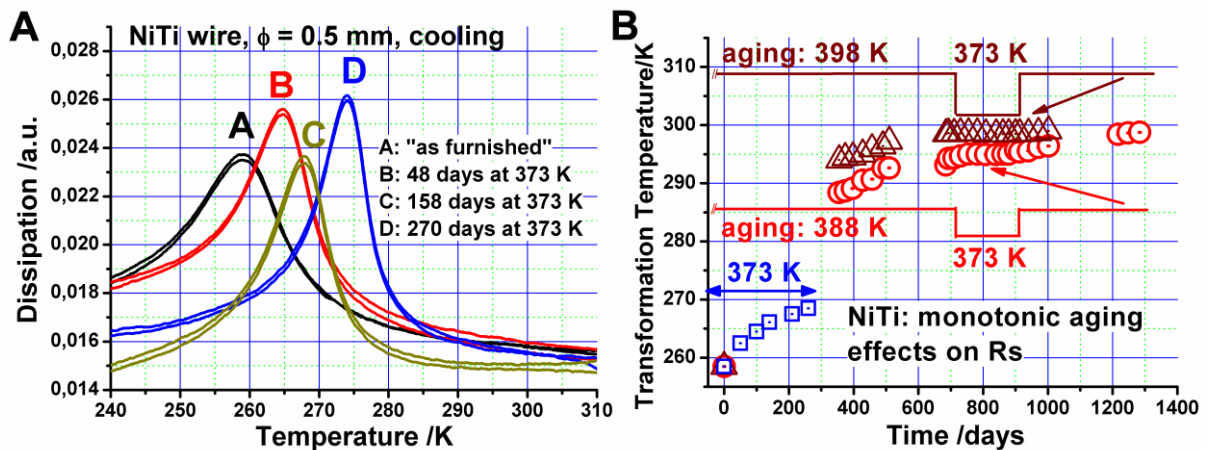 A
NiTi wire, ϕ = 0.5 mm, cooling
0,028
0,026
0,024
0,022
0,020
0,018
0,016
0,014
Dissipation /a.u.
A
B
C
D
A: "as furnished"
B: 48 days at 373 K
C: 158 days at 373 K
D: 270 days at 373 K
240 250 260 270 280 290 300 310
Temperature /K
B
Transformation Temperature/K
310
300
290
280
270
260
aging: 398 K
373 K
aging: 388 K
373 K
373 K
NiTi: monotonic aging
effects on Rs
0 200 400 600 800 1000 1200 1400
Time /days